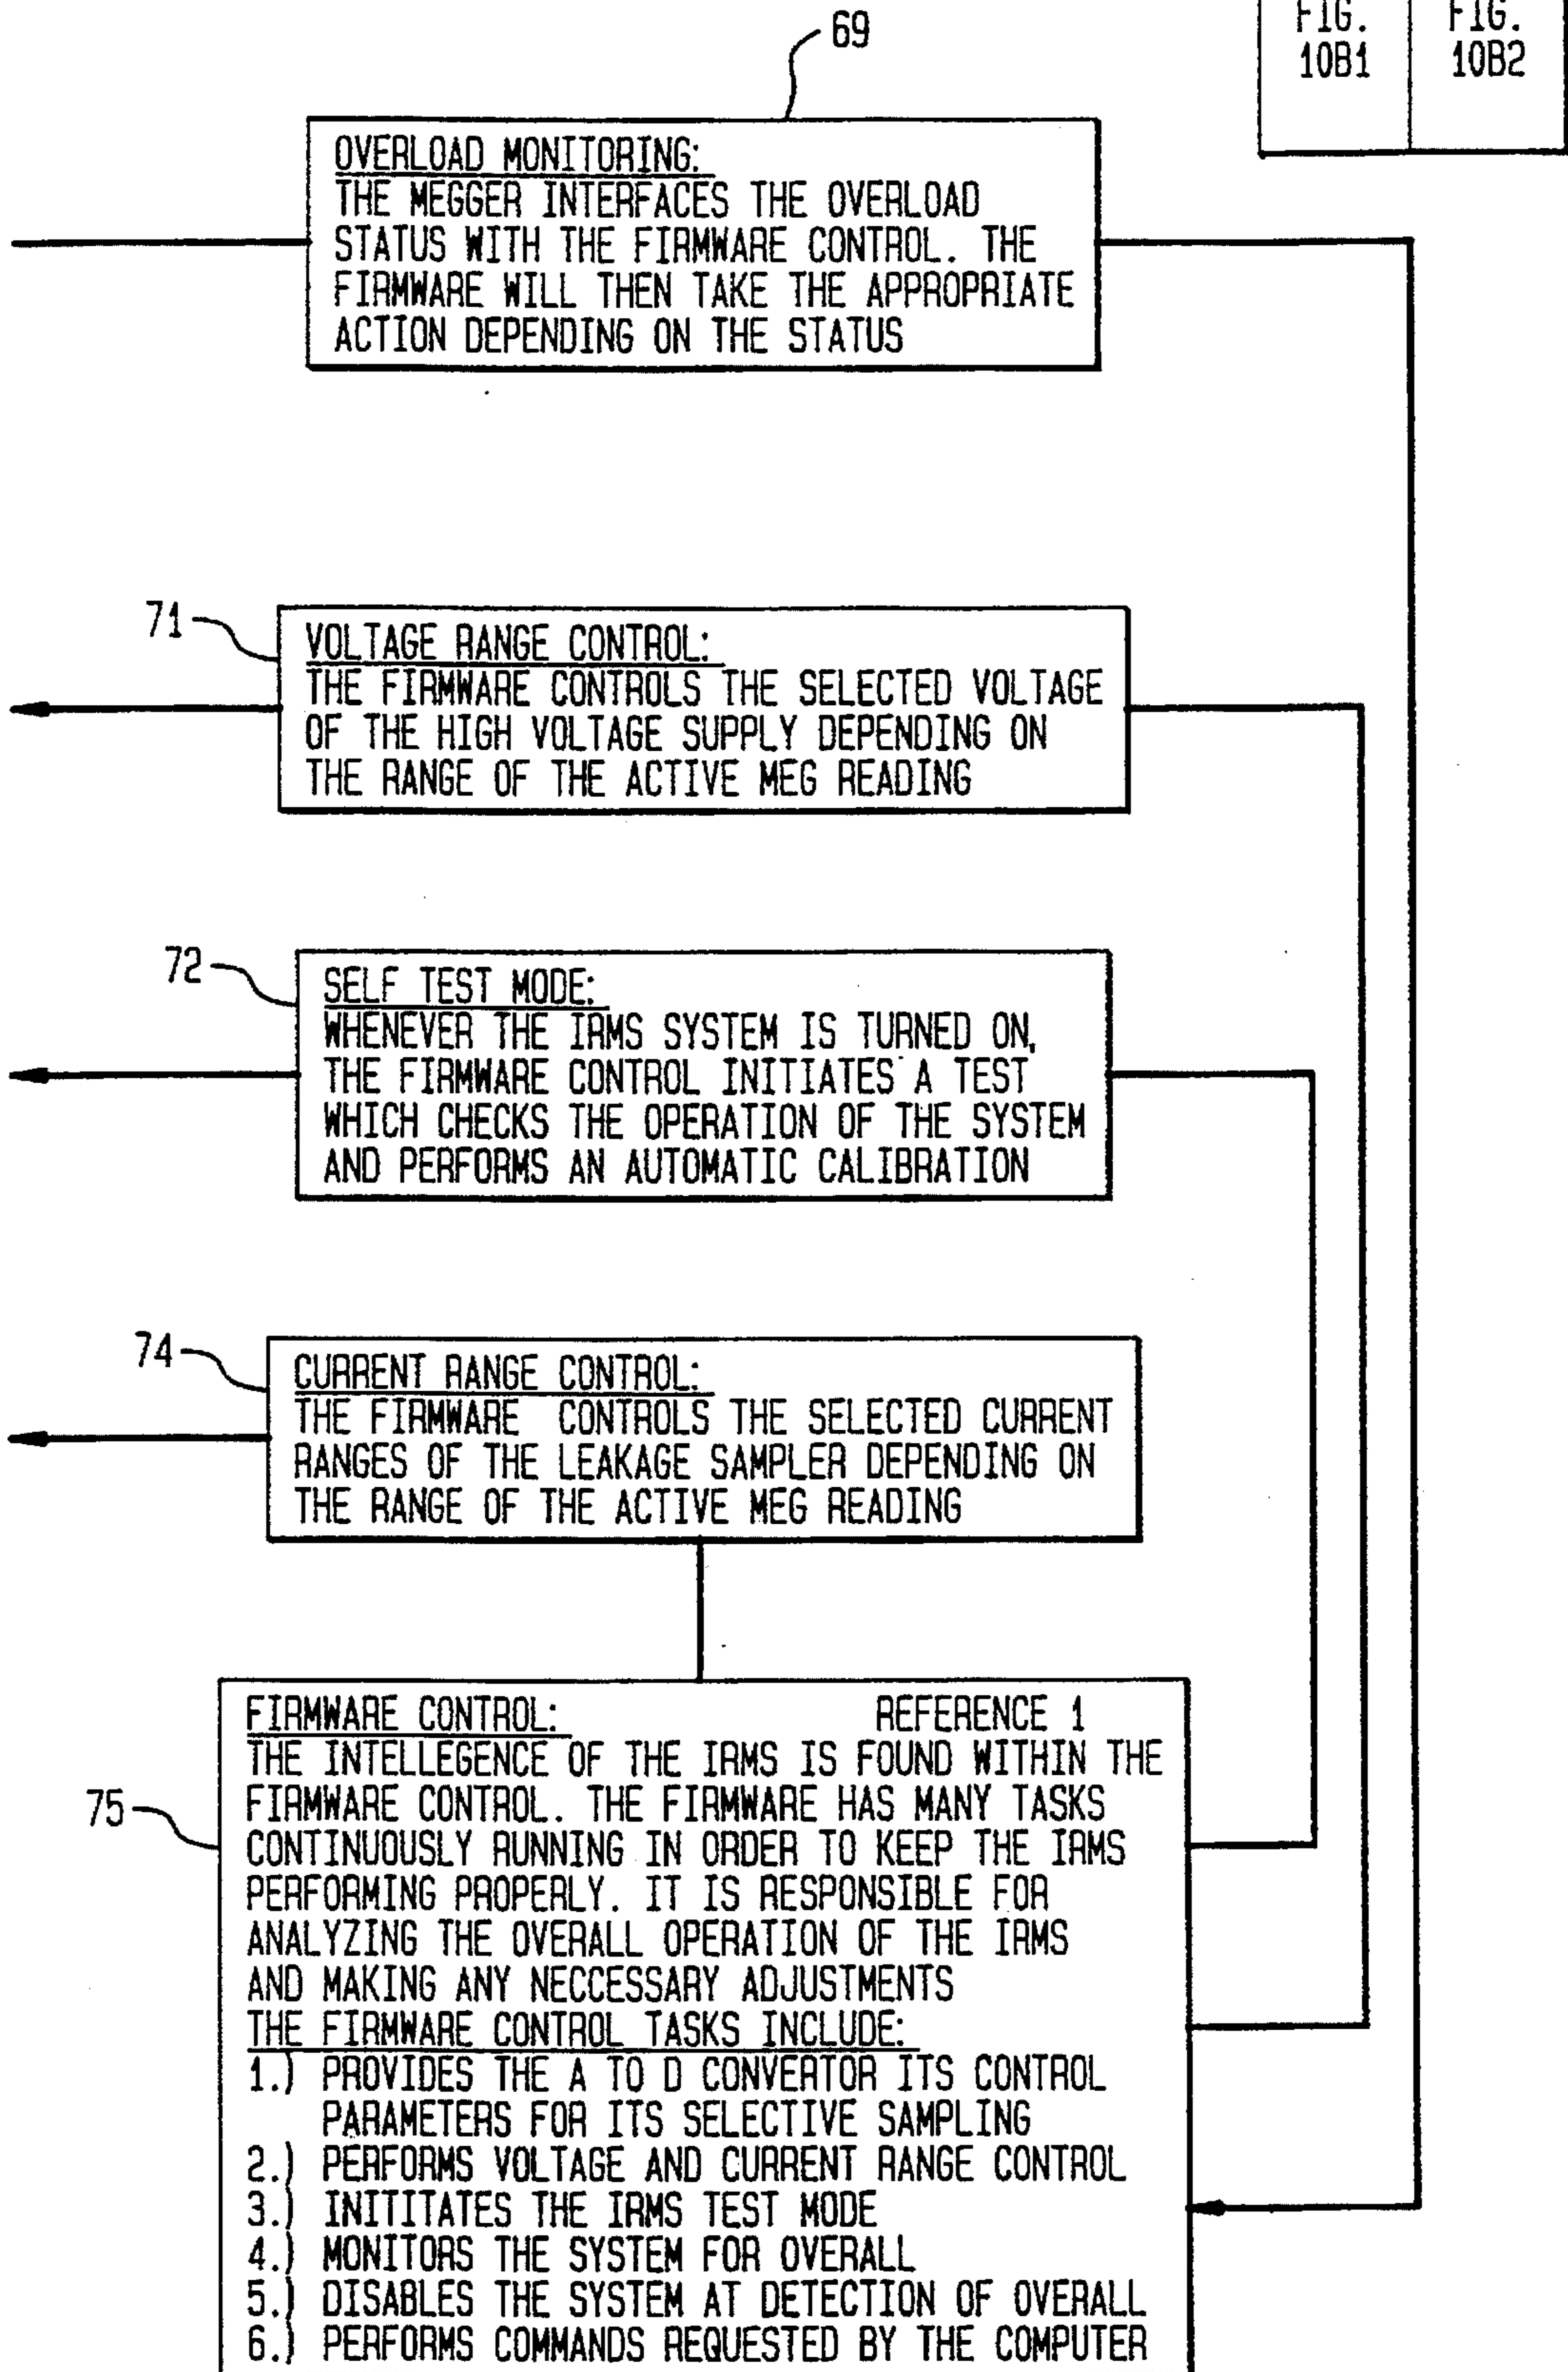 69
FIG.
10B1
FIG.
10B2
OVERLOAD MONITORING:
THE MEGGER INTERFACES THE OVERLOAD
STATUS WITH THE FIRMWARE CONTROL. THE
FIRMWARE WILL THEN TAKE THE APPROPRIATE
ACTION DEPENDING ON THE STATUS
71
VOLTAGE RANGE CONTROL:
THE FIRMWARE CONTROLS THE SELECTED VOLTAGE
OF THE HIGH VOLTAGE SUPPLY DEPENDING ON
THE RANGE OF THE ACTIVE MEG READING
72
SELF TEST MODE:
WHENEVER THE IRMS SYSTEM IS TURNED ON,
THE FIRMWARE CONTROL INITIATES A TEST
WHICH CHECKS THE OPERATION OF THE SYSTEM
AND PERFORMS AN AUTOMATIC CALIBRATION
74
CURRENT RANGE CONTROL:
THE FIRMWARE CONTROLS THE SELECTED CURRENT
RANGES OF THE LEAKAGE SAMPLER DEPENDING ON
THE RANGE OF THE ACTIVE MEG READING
75
FIRMWARE CONTROL: REFERENCE 1
THE INTELLEGENCE OF THE IRMS IS FOUND WITHIN THE
FIRMWARE CONTROL. THE FIRMWARE HAS MANY TASKS
CONTINUOUSLY RUNNING IN ORDER TO KEEP THE IRMS
PERFORMING PROPERLY. IT IS RESPONSIBLE FOR
ANALYZING THE OVERALL OPERATION OF THE IRMS
AND MAKING ANY NECCESSARY ADJUSTMENTS
THE FIRMWARE CONTROL TASKS INCLUDE:
1.) PROVIDES THE A TO D CONVERTOR ITS CONTROL
PARAMETERS FOR ITS SELECTIVE SAMPLING
2.) PERFORMS VOLTAGE AND CURRENT RANGE CONTROL
3.) INITITATES THE IRMS TEST MODE
4.) MONITORS THE SYSTEM FOR OVERALL
5.) DISABLES THE SYSTEM AT DETECTION OF OVERALL
6.) PERFORMS COMMANDS REQUESTED BY THE COMPUTER